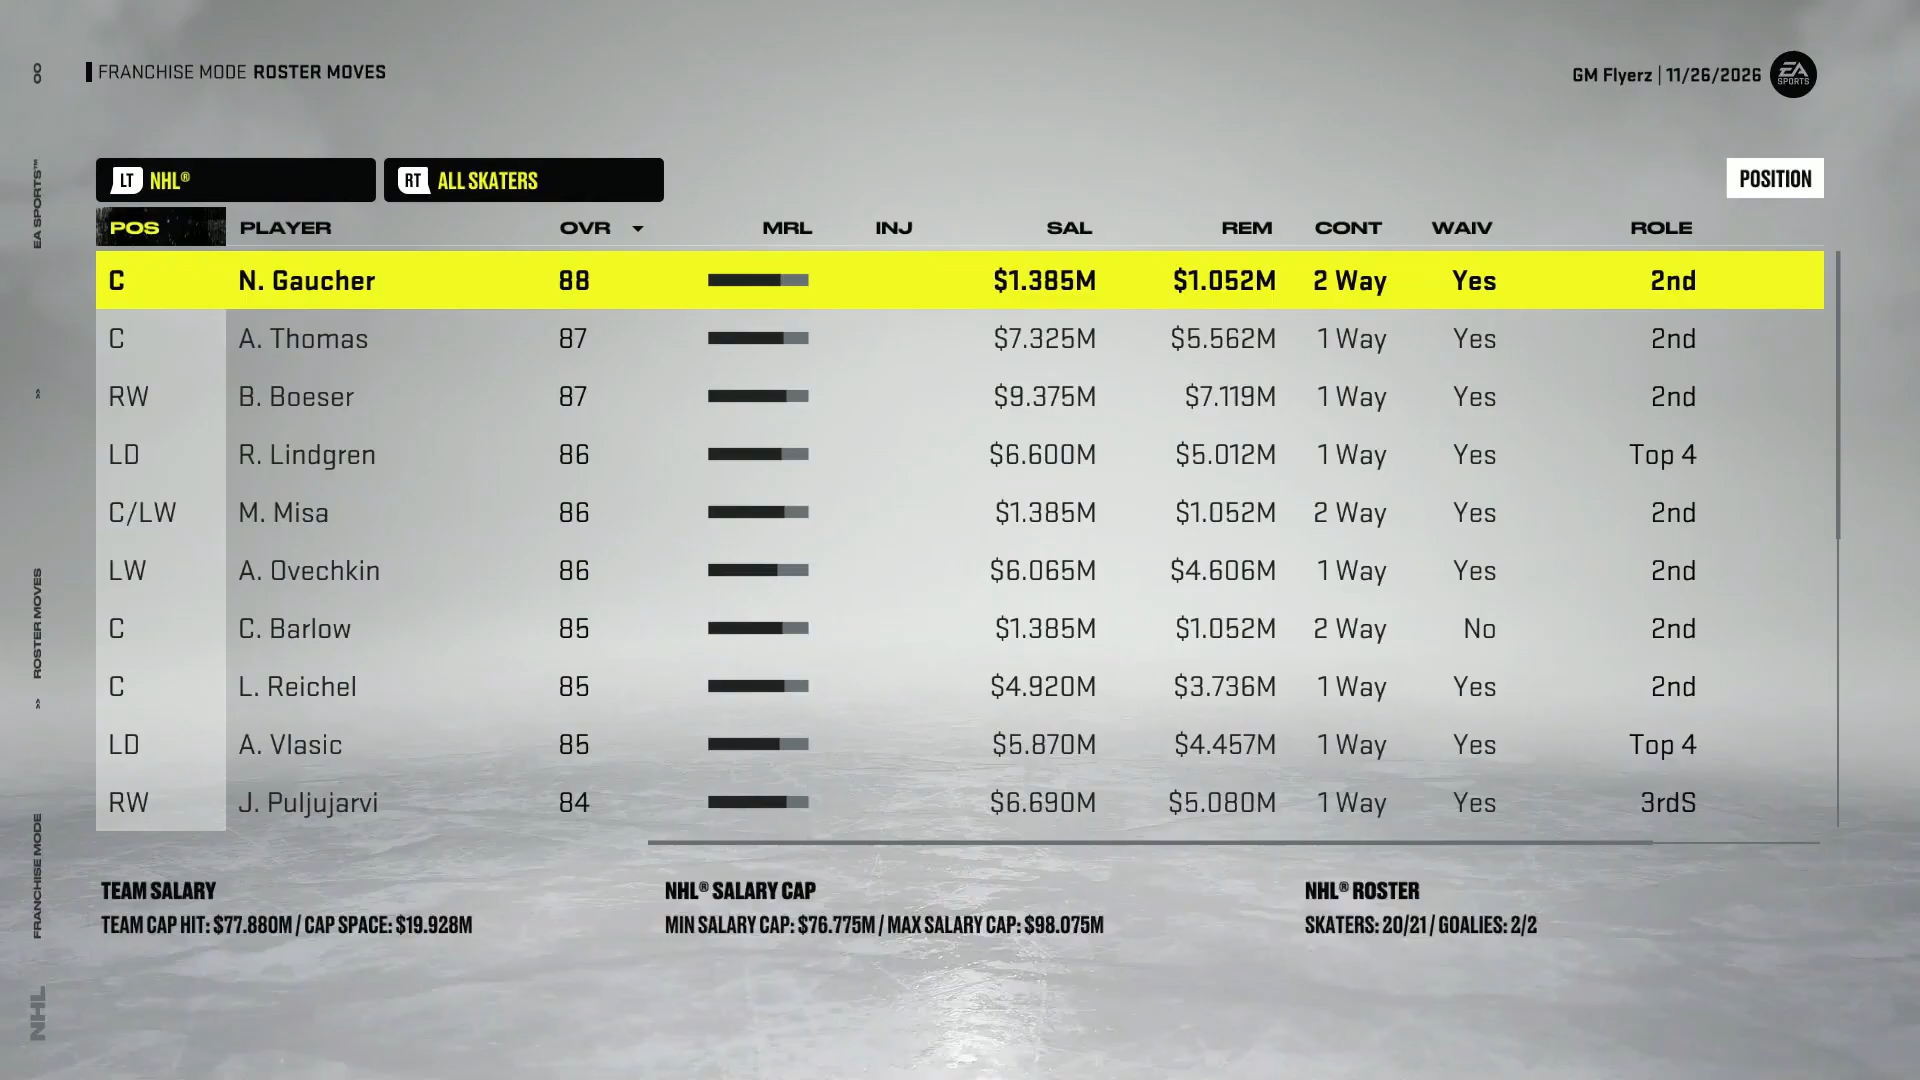 FRANCHISE MODE ROSTER MOVES
GM Flyerz | 11/26/2026
EA SPORTS
LT NHL®
RT ALL SKATERS
POSITION
POS PLAYER OVR MRL INJ SAL REM CONT WAIV ROLE
C N. Gaucher 88 $1.385M $1.052M 2 Way Yes 2nd
C A. Thomas 87 $7.325M $5.562M 1 Way Yes 2nd
RW B. Boeser 87 $9.375M $7.119M 1 Way Yes 2nd
LD R. Lindgren 86 $6.600M $5.012M 1 Way Yes Top 4
C/LW M. Misa 86 $1.385M $1.052M 2 Way Yes 2nd
LW A. Ovechkin 86 $6.065M $4.606M 1 Way Yes 2nd
C C. Barlow 85 $1.385M $1.052M 2 Way No 2nd
C L. Reichel 85 $4.920M $3.736M 1 Way Yes 2nd
LD A. Vlasic 85 $5.870M $4.457M 1 Way Yes Top 4
RW J. Puljujarvi 84 $6.690M $5.080M 1 Way Yes 3rdS
TEAM SALARY
TEAM CAP HIT: $77.880M / CAP SPACE: $19.928M
NHL® SALARY CAP
MIN SALARY CAP: $76.775M / MAX SALARY CAP: $98.075M
NHL® ROSTER
SKATERS: 20/21 / GOALIES: 2/2
NHL FRANCHISE MODE >> ROSTER MOVES >> EA SPORTS™ 00